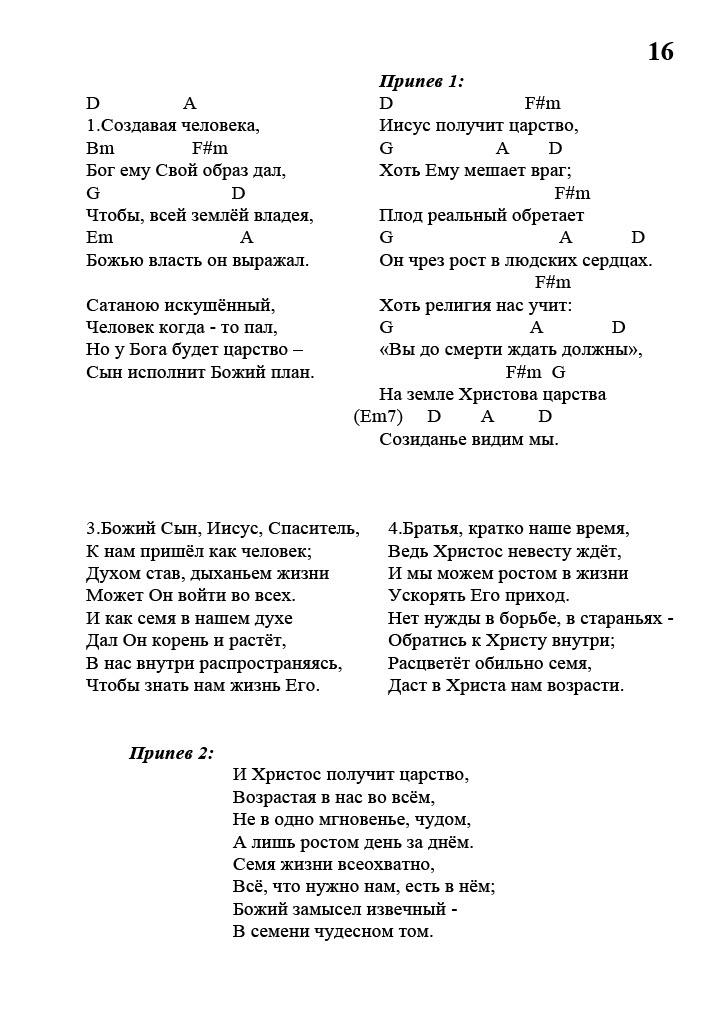 16
D A
1.Создавая человека,
Bm F#m
Бог ему Свой образ дал,
G D
Чтобы, всей землёй владея,
Em A
Божью власть он выражал.
Сатаною искушённый,
Человек когда - то пал,
Но у Бога будет царство –
Сын исполнит Божий план.
Припев 1:
D F#m
Иисус получит царство,
G A D
Хоть Ему мешает враг;
F#m
Плод реальный обретает
G A D
Он чрез рост в людских сердцах.
F#m
Хоть религия нас учит:
G A D
«Вы до смерти ждать должны»,
F#m G
На земле Христова царства
(Em7) D A D
Созиданье видим мы.
3.Божий Сын, Иисус, Спаситель,
К нам пришёл как человек;
Духом став, дыханьем жизни
Может Он войти во всех.
И как семя в нашем духе
Дал Он корень и растёт,
В нас внутри распространяясь,
Чтобы знать нам жизнь Его.
4.Братья, кратко наше время,
Ведь Христос невесту ждёт,
И мы можем ростом в жизни
Ускорять Его приход.
Нет нужды в борьбе, в стараньях -
Обратись к Христу внутри;
Расцветёт обильно семя,
Даст в Христа нам возрасти.
Припев 2:
И Христос получит царство,
Возрастая в нас во всём,
Не в одно мгновенье, чудом,
А лишь ростом день за днём.
Семя жизни всеохватно,
Всё, что нужно нам, есть в нём;
Божий замысел извечный -
В семени чудесном том.